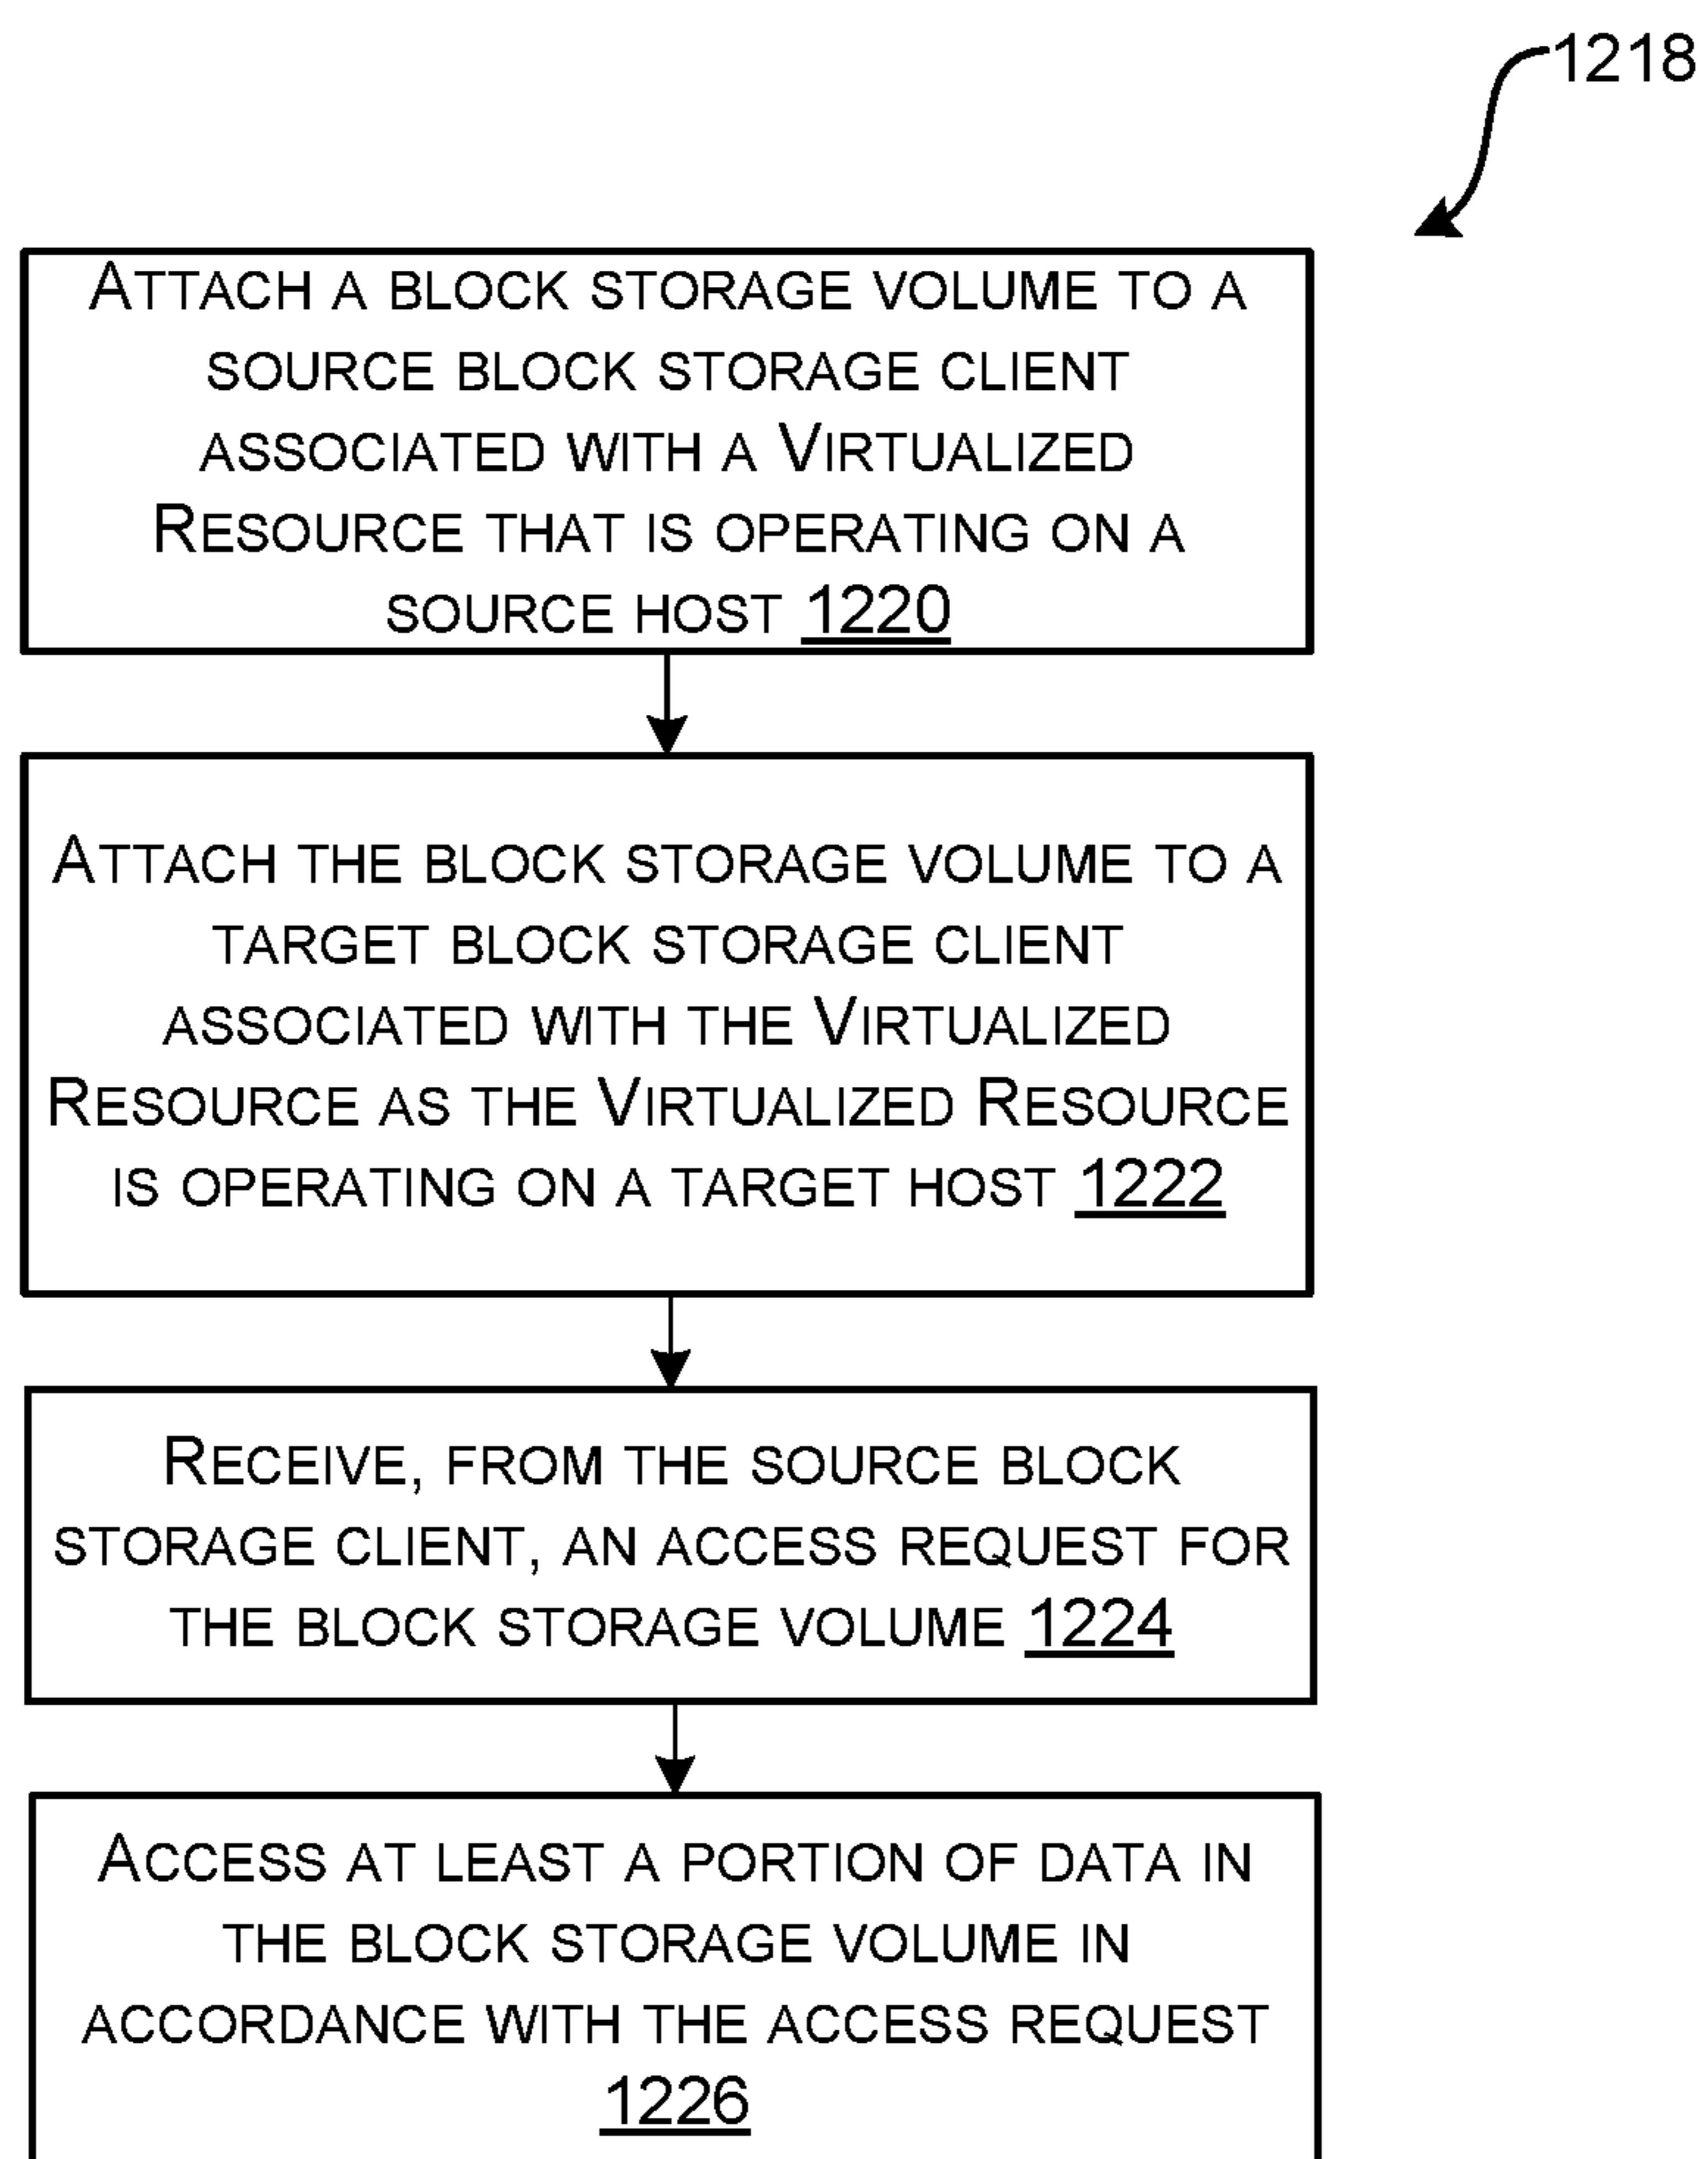 1218
ATTACH A BLOCK STORAGE VOLUME TO A
SOURCE BLOCK STORAGE CLIENT
ASSOCIATED WITH A VIRTUALIZED
RESOURCE THAT IS OPERATING ON A
SOURCE HOST 1220
ATTACH THE BLOCK STORAGE VOLUME TO A
TARGET BLOCK STORAGE CLIENT
ASSOCIATED WITH THE VIRTUALIZED
RESOURCE AS THE VIRTUALIZED RESOURCE
IS OPERATING ON A TARGET HOST 1222
RECEIVE, FROM THE SOURCE BLOCK
STORAGE CLIENT, AN ACCESS REQUEST FOR
THE BLOCK STORAGE VOLUME 1224
ACCESS AT LEAST A PORTION OF DATA IN
THE BLOCK STORAGE VOLUME IN
ACCORDANCE WITH THE ACCESS REQUEST
1226